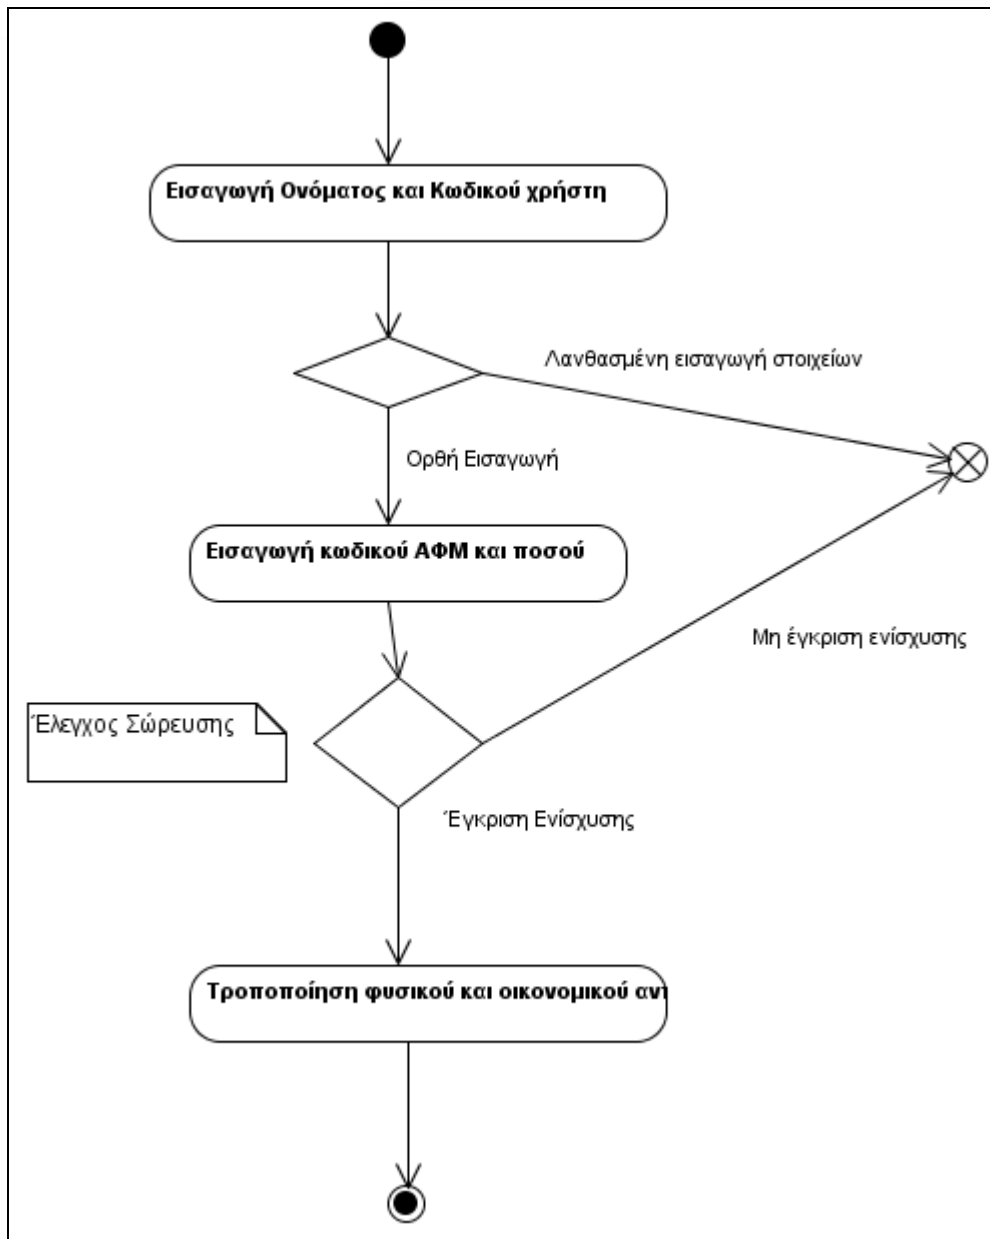 Εισαγωγή Ονόματος και Κωδικού χρήστη
Λανθασμένη εισαγωγή στοιχείων
Ορθή Εισαγωγή
Εισαγωγή κωδικού ΑΦΜ και ποσού
Μη έγκριση ενίσχυσης
Έλεγχος Σώρευσης
Έγκριση Ενίσχυσης
Τροποποίηση φυσικού και οικονομικού